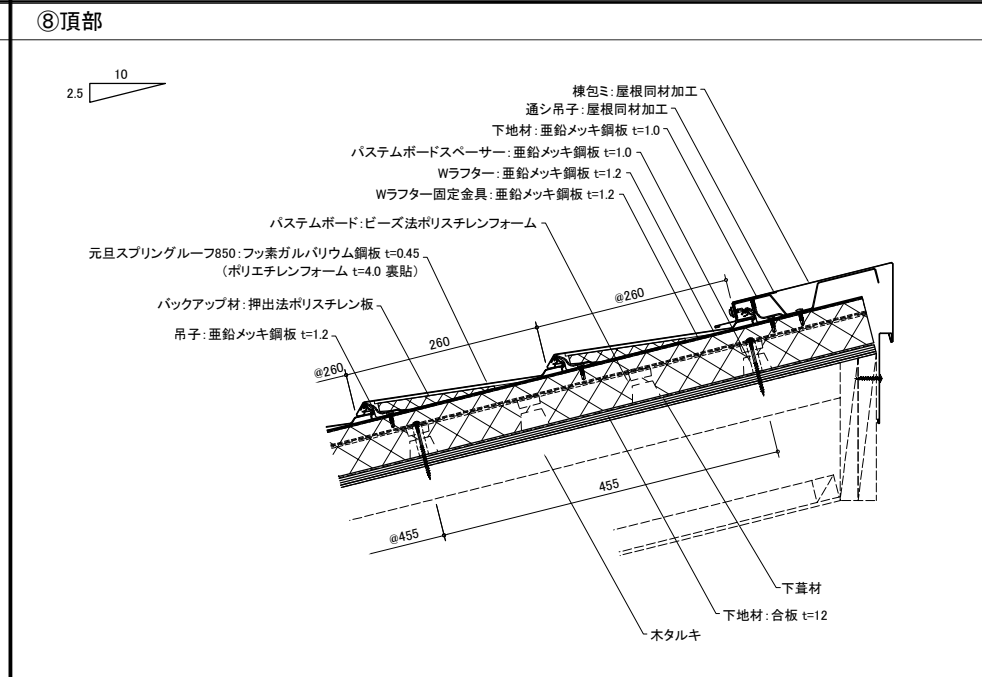 ⑧頂部
10
2.5
棟包ミ:屋根同材加工
通シ吊子:屋根同材加工
下地材:亜鉛メッキ鋼板 t=1.0
パステムボードスペーサー:亜鉛メッキ鋼板 t=1.0
Wラフター:亜鉛メッキ鋼板 t=1.2
Wラフター固定金具:亜鉛メッキ鋼板 t=1.2
パステムボード:ビーズ法ポリスチレンフォーム
元旦スプリングルーフ850:フッ素ガルバリウム鋼板 t=0.45
(ポリエチレンフォーム t=4.0 裏貼)
バックアップ材:押出法ポリスチレン板
吊子:亜鉛メッキ鋼板 t=1.2
@260
260
@260
455
@455
下葺材
下地材:合板 t=12
木タルキ